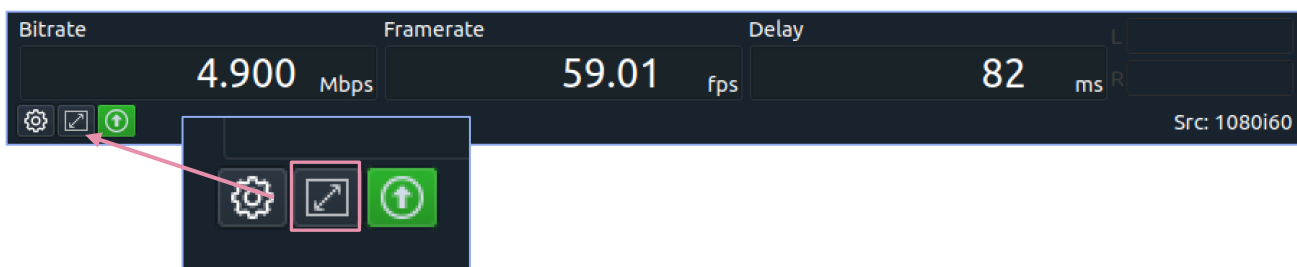 Bitrate Framerate Delay
4.900 Mbps 59.01 fps 82 ms
L
R
Src: 1080i60